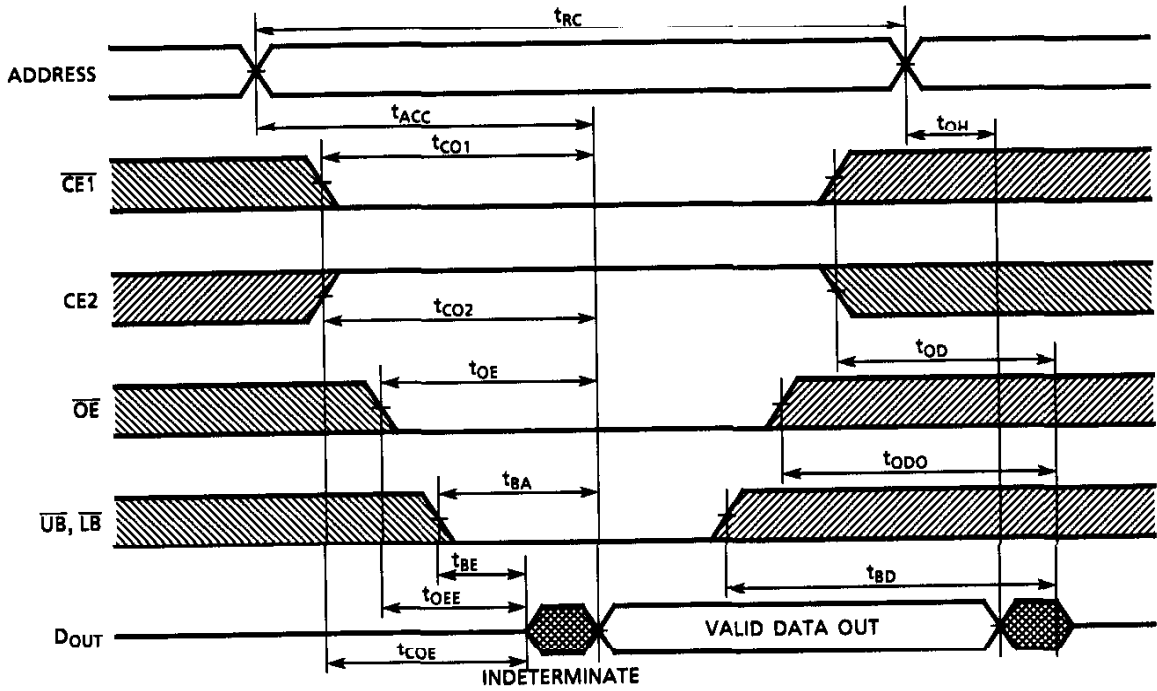 tRC
ADDRESS
tACC
tOH
tCO1
CE1
CE2
tCO2
tOD
tOE
OE
tODO
tBA
UB, LB
tBE
tBD
tOEE
DOUT
VALID DATA OUT
tCOE
INDETERMINATE